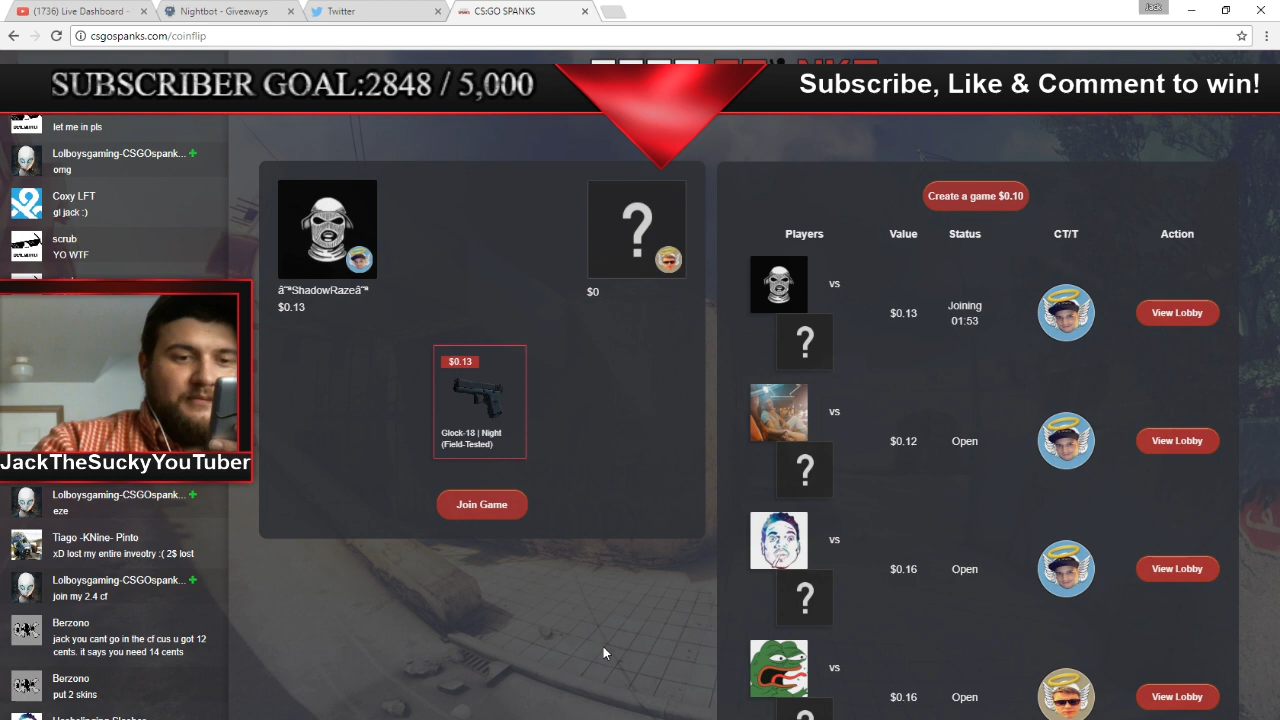 (1736) Live Dashboard -
Nightbot - Giveaways
Twitter
CS:GO SPANKS
Jack
csgospanks.com/coinflip
SUBSCRIBER GOAL:2848 / 5,000
Subscribe, Like & Comment to win!
let me in pls
Lolboysgaming-CSGOspank...
omg
Coxy LFT
gl jack :)
scrub
YO WTF
JackTheSuckyYouTuber
Lolboysgaming-CSGOspank...
eze
Tiago -KNine- Pinto
xD lost my entire inveotry :( 2$ lost
Lolboysgaming-CSGOspank...
join my 2.4 cf
Berzono
jack you cant go in the cf cus u got 12
cents. it says you need 14 cents
Berzono
put 2 skins
â˜ªShadowRazeâ˜ª
$0.13
$0
$0.13
Glock-18 | Night
(Field-Tested)
Join Game
Create a game $0.10
Players Value Status CT/T Action
vs
$0.13
Joining
01:53
View Lobby
vs
$0.12
Open
View Lobby
vs
$0.16
Open
View Lobby
vs
$0.16
Open
View Lobby